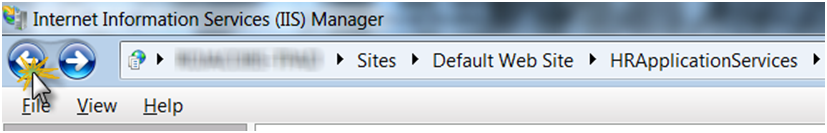 Internet Information Services (IIS) Manager
Sites Default Web Site HRApplicationServices
File View Help